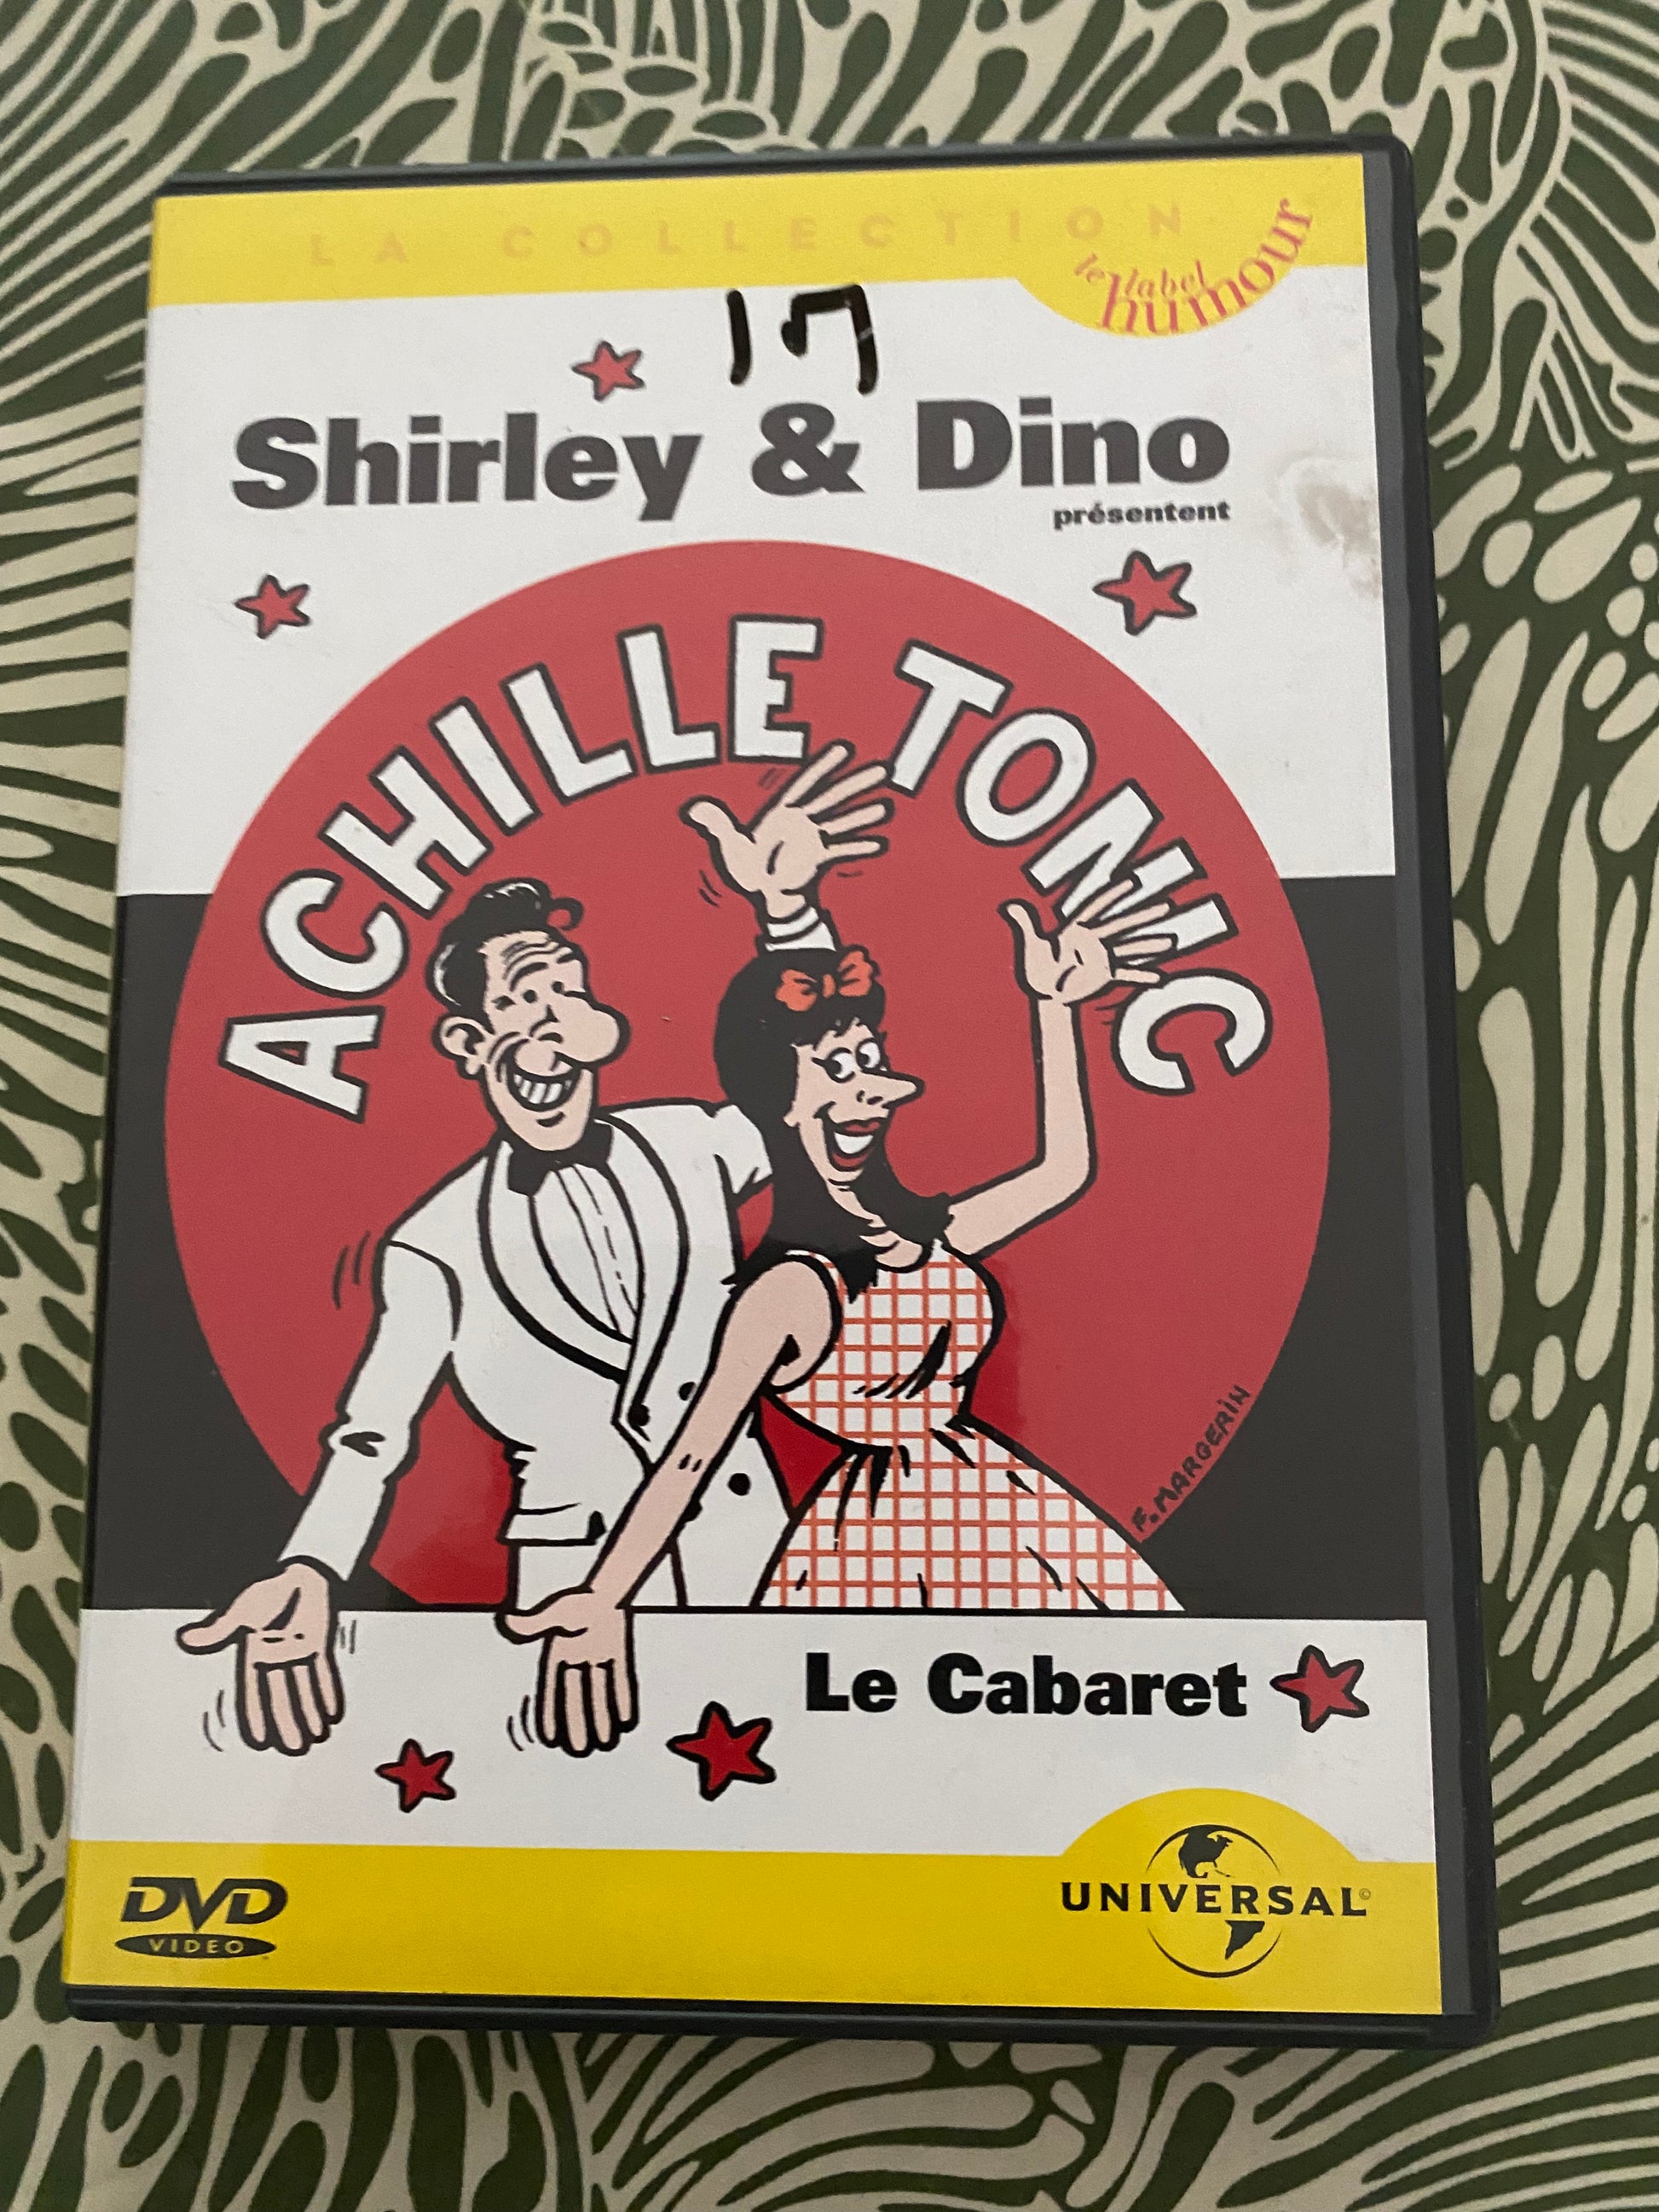 LA COLLECTION
le label
humour
17
Shirley & Dino
présentent
ACHILLE TONIC
F. MARGERIN
Le Cabaret
DVD
VIDEO
UNIVERSAL©